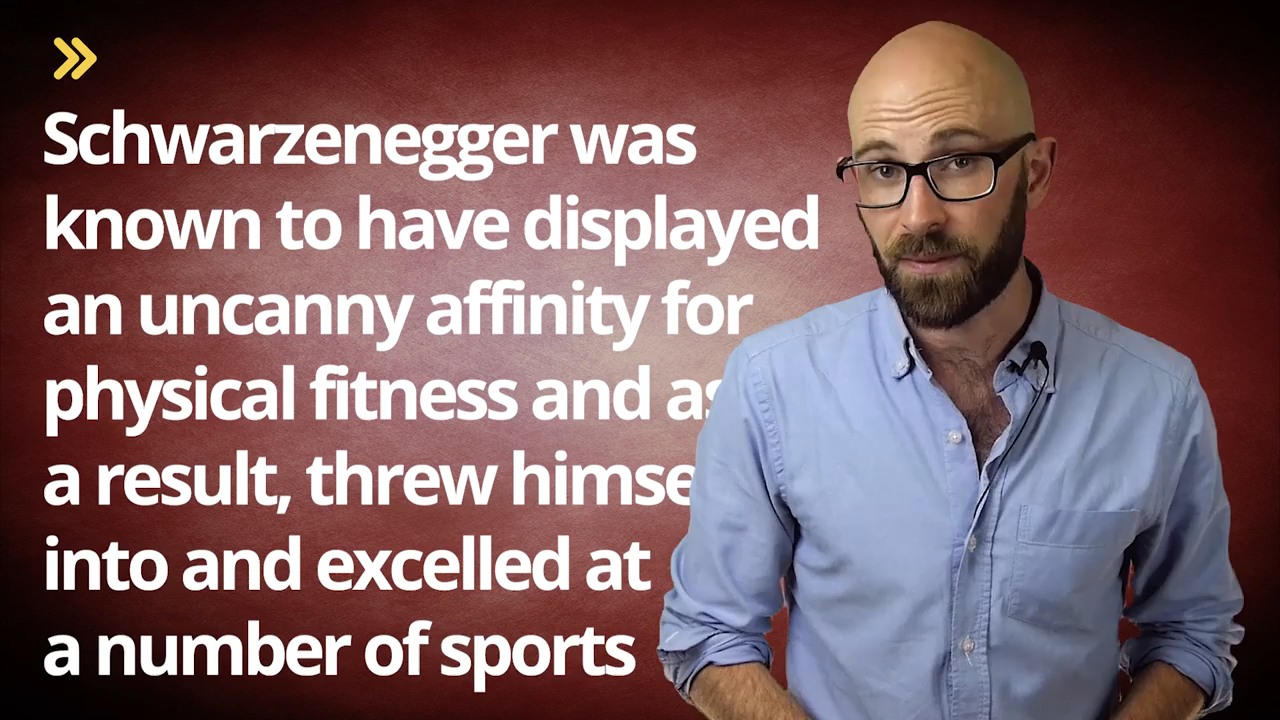 Schwarzenegger was
known to have displayed
an uncanny affinity for
physical fitness and as
a result, threw himse
into and excelled at
a number of sports